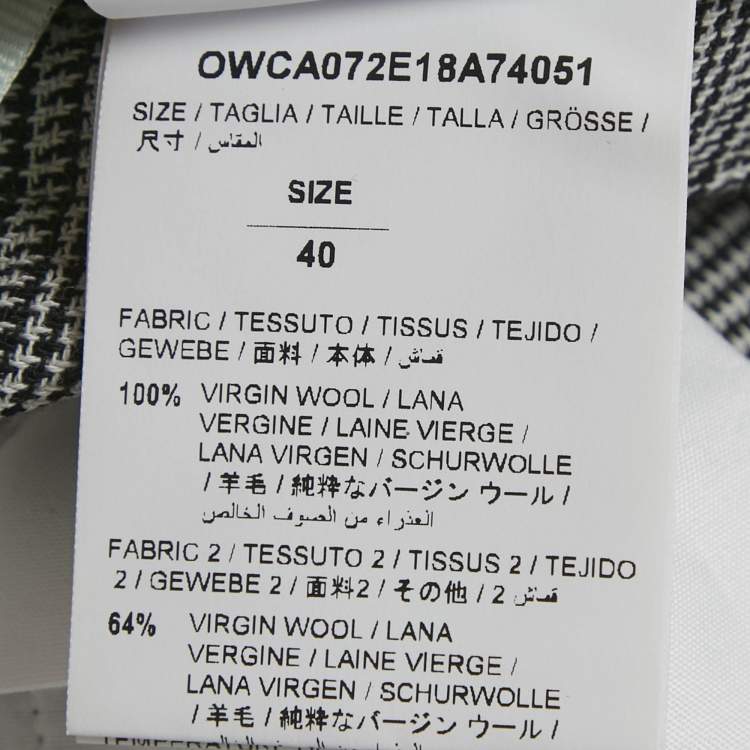 OWCA072E18A74051
SIZE / TAGLIA / TAILLE / TALLA / GRÖSSE /
尺寸 / المقاس
SIZE
40
FABRIC / TESSUTO / TISSUS / TEJIDO /
GEWEBE / 面料 / 本体 / قماش
100% VIRGIN WOOL / LANA
VERGINE / LAINE VIERGE /
LANA VIRGEN / SCHURWOLLE
/ 羊毛 / 純粋なバージン ウール /
العذراء من الصوف الخالص
FABRIC 2 / TESSUTO 2 / TISSUS 2 / TEJIDO
2 / GEWEBE 2 / 面料2 / その他 / 2 قماش
64% VIRGIN WOOL / LANA
VERGINE / LAINE VIERGE /
LANA VIRGEN / SCHURWOLLE
/ 羊毛 / 純粋なバージン ウール /